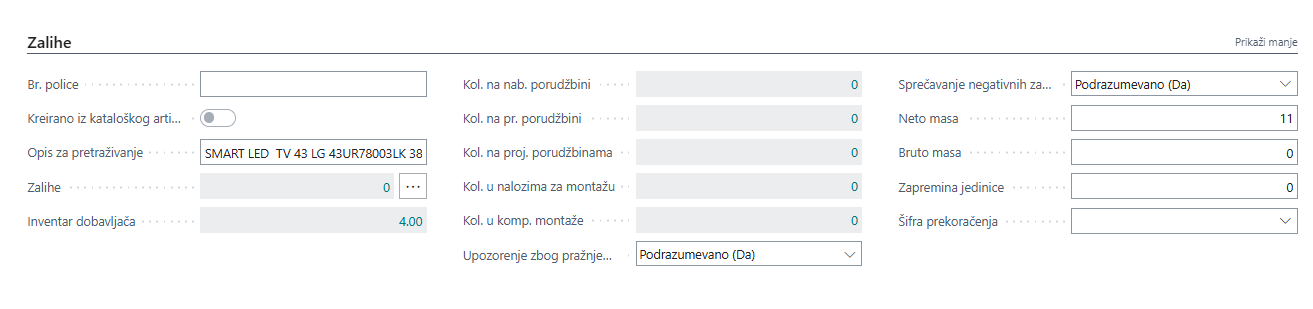 Zalihe
Prikaži manje
Br. police
Kreirano iz kataloškog arti...
Opis za pretraživanje SMART LED TV 43 LG 43UR78003LK 38
Zalihe 0 ...
Inventar dobavljača 4.00
Kol. na nab. porudžbini 0
Kol. na pr. porudžbini 0
Kol. na proj. porudžbinama 0
Kol. u nalozima za montažu 0
Kol. u komp. montaže 0
Upozorenje zbog pražnje... Podrazumevano (Da)
Sprečavanje negativnih za... Podrazumevano (Da)
Neto masa 11
Bruto masa 0
Zapremina jedinice 0
Šifra prekoračenja